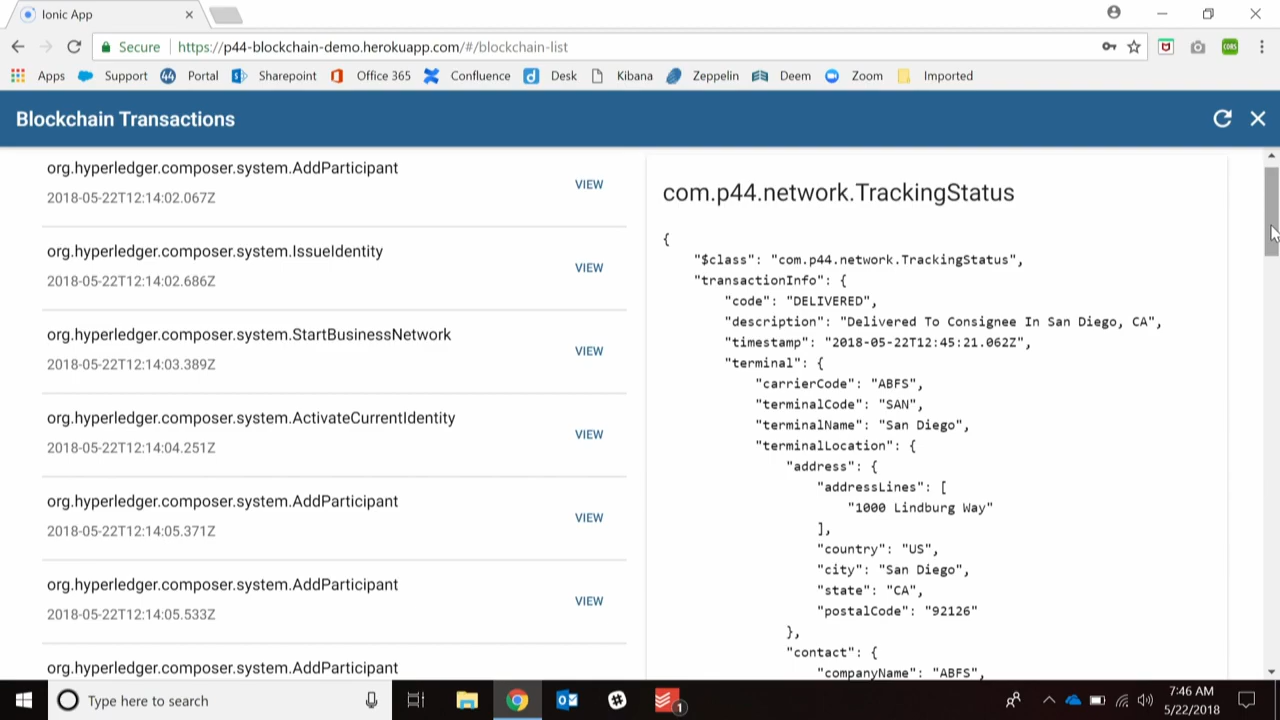 Ionic App
Secure
https://p44-blockchain-demo.herokuapp.com/#/blockchain-list
CORS
Apps Support 44 Portal Sharepoint Office 365 Confluence Desk Kibana Zeppelin Deem Zoom Imported
Blockchain Transactions
org.hyperledger.composer.system.AddParticipant
2018-05-22T12:14:02.067Z
VIEW
org.hyperledger.composer.system.IssueIdentity
2018-05-22T12:14:02.686Z
VIEW
org.hyperledger.composer.system.StartBusinessNetwork
2018-05-22T12:14:03.389Z
VIEW
org.hyperledger.composer.system.ActivateCurrentIdentity
2018-05-22T12:14:04.251Z
VIEW
org.hyperledger.composer.system.AddParticipant
2018-05-22T12:14:05.371Z
VIEW
org.hyperledger.composer.system.AddParticipant
2018-05-22T12:14:05.533Z
VIEW
org.hyperledger.composer.system.AddParticipant
com.p44.network.TrackingStatus
{
"$class": "com.p44.network.TrackingStatus",
"transactionInfo": {
"code": "DELIVERED",
"description": "Delivered To Consignee In San Diego, CA",
"timestamp": "2018-05-22T12:45:21.062Z",
"terminal": {
"carrierCode": "ABFS",
"terminalCode": "SAN",
"terminalName": "San Diego",
"terminalLocation": {
"address": {
"addressLines": [
"1000 Lindburg Way"
],
"country": "US",
"city": "San Diego",
"state": "CA",
"postalCode": "92126"
},
"contact": {
"companyName": "ABFS",
Type here to search
1
7:46 AM
5/22/2018